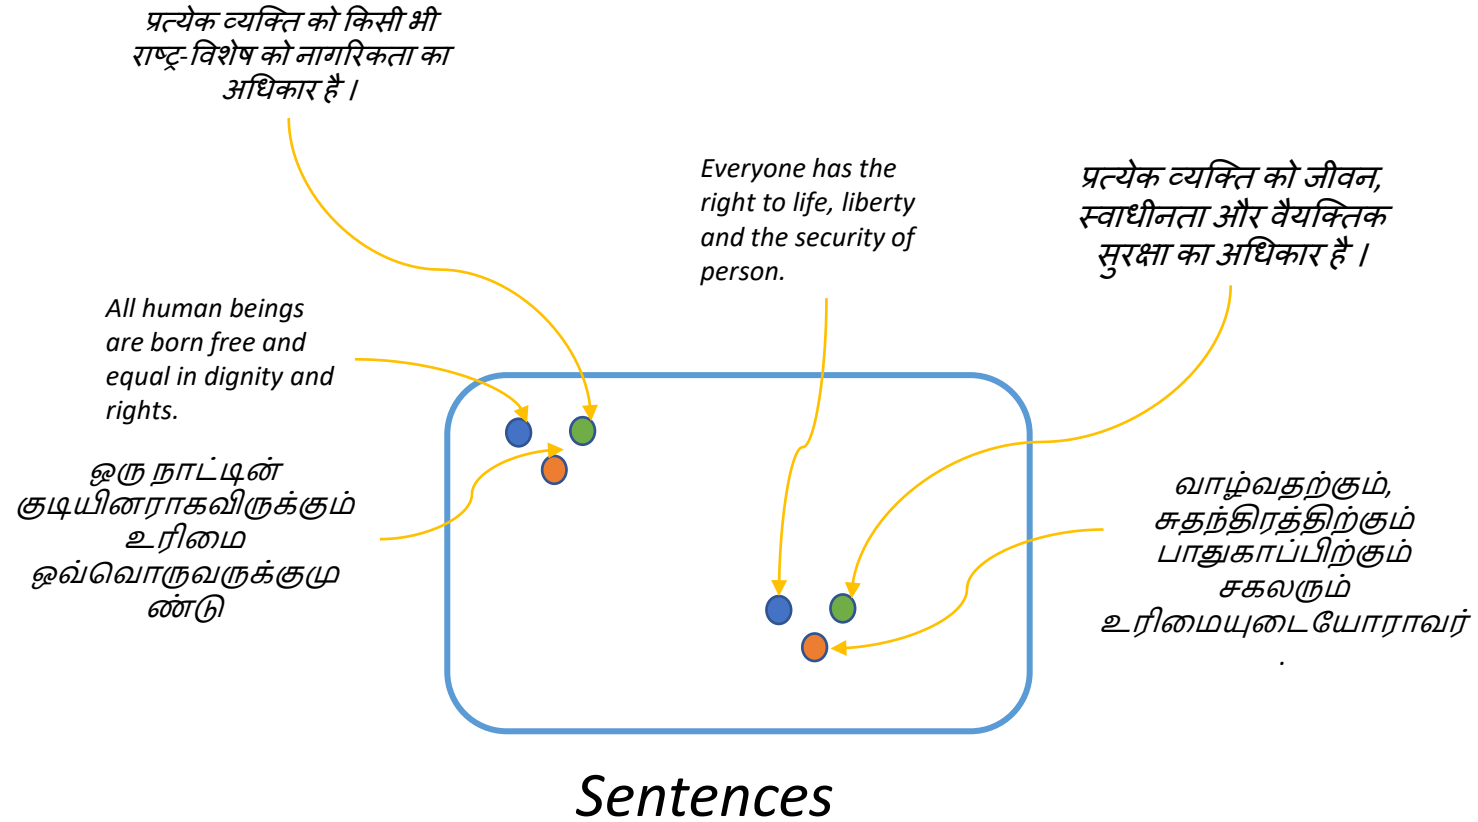 प्रत्येक व्यक्ति को किसी भी
राष्ट्र-विशेष को नागरिकता का
अधिकार है ।
Everyone has the
right to life, liberty
and the security of
person.
प्रत्येक व्यक्ति को जीवन,
स्वाधीनता और वैयक्तिक
सुरक्षा का अधिकार है ।
All human beings
are born free and
equal in dignity and
rights.
ஒரு நாட்டின்
குடியினராகவிருக்கும்
உரிமை
ஒவ்வொருவருக்குமு
ண்டு
வாழ்வதற்கும்,
சுதந்திரத்திற்கும்
பாதுகாப்பிற்கும்
சகலரும்
உரிமையுடையோராவர்
.
Sentences